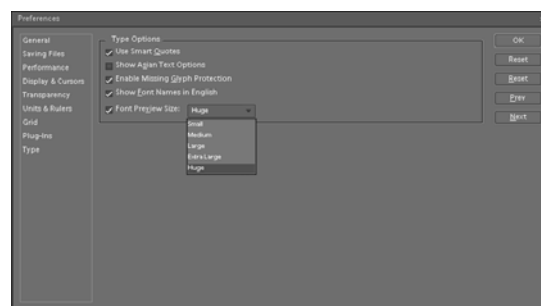 Preferences
General
Saving Files
Performance
Display & Cursors
Transparency
Units & Rulers
Grid
Plug-Ins
Type
Type Options
Use Smart Quotes
Show Asian Text Options
Enable Missing Glyph Protection
Show Font Names in English
Font Preview Size: Huge
Small
Medium
Large
Extra Large
Huge
OK
Reset
Reset
Prev
Next